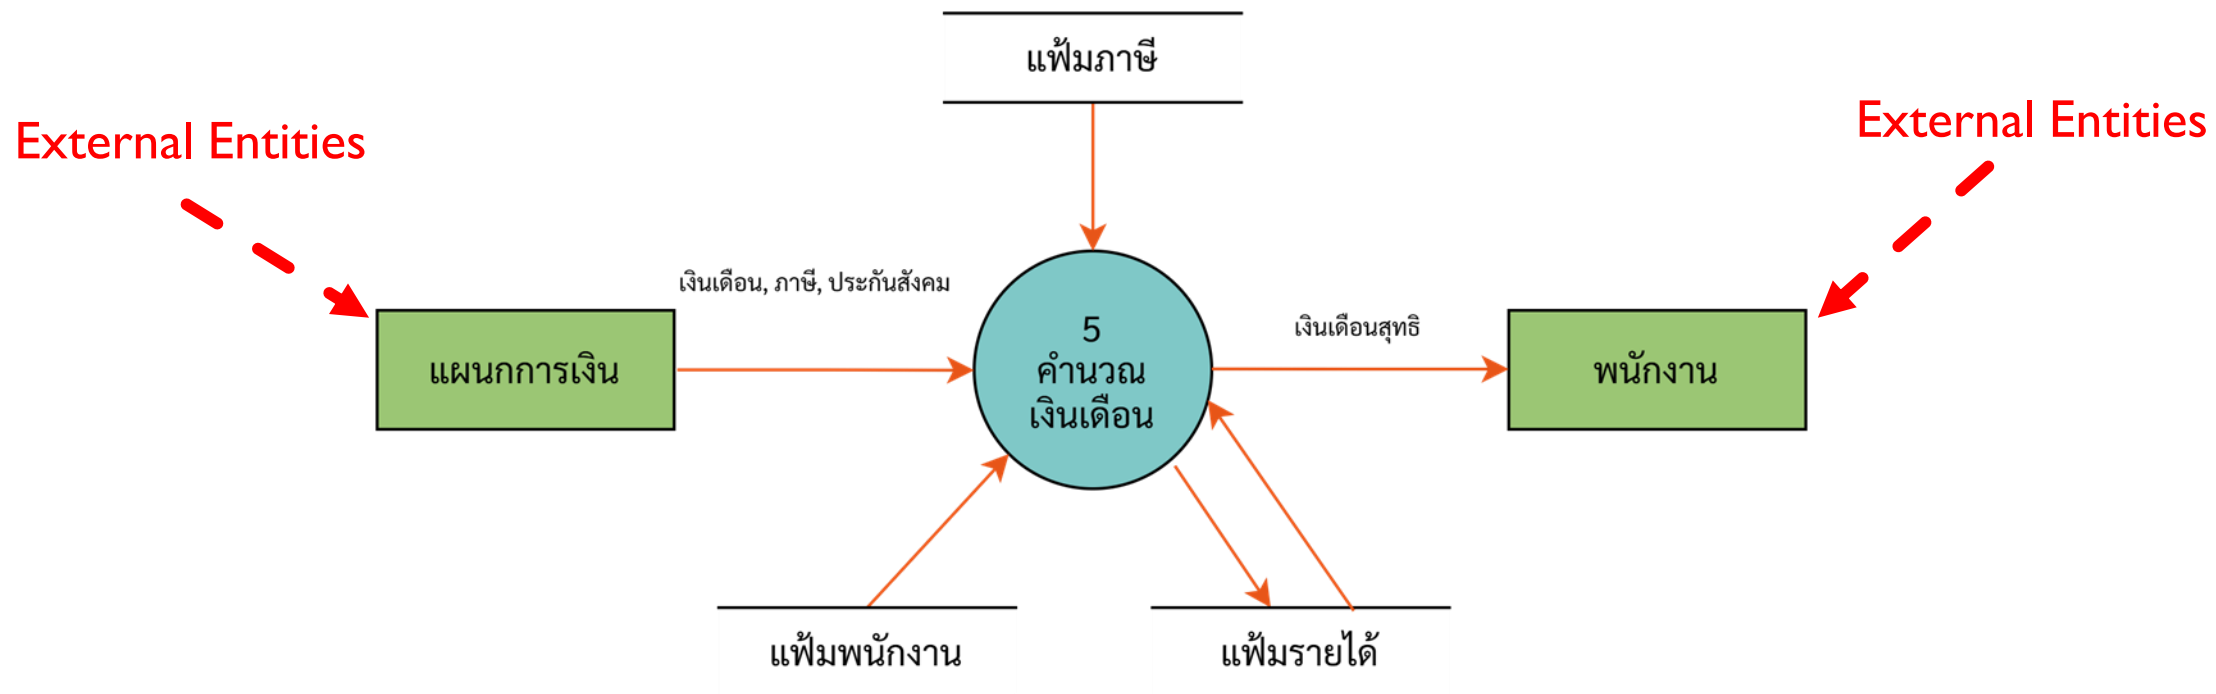 แฟ้มภาษี
External Entities
External Entities
เงินเดือน, ภาษี, ประกันสังคม
แผนกการเงิน
5
คำนวณ
เงินเดือน
เงินเดือนสุทธิ
พนักงาน
แฟ้มพนักงาน
แฟ้มรายได้